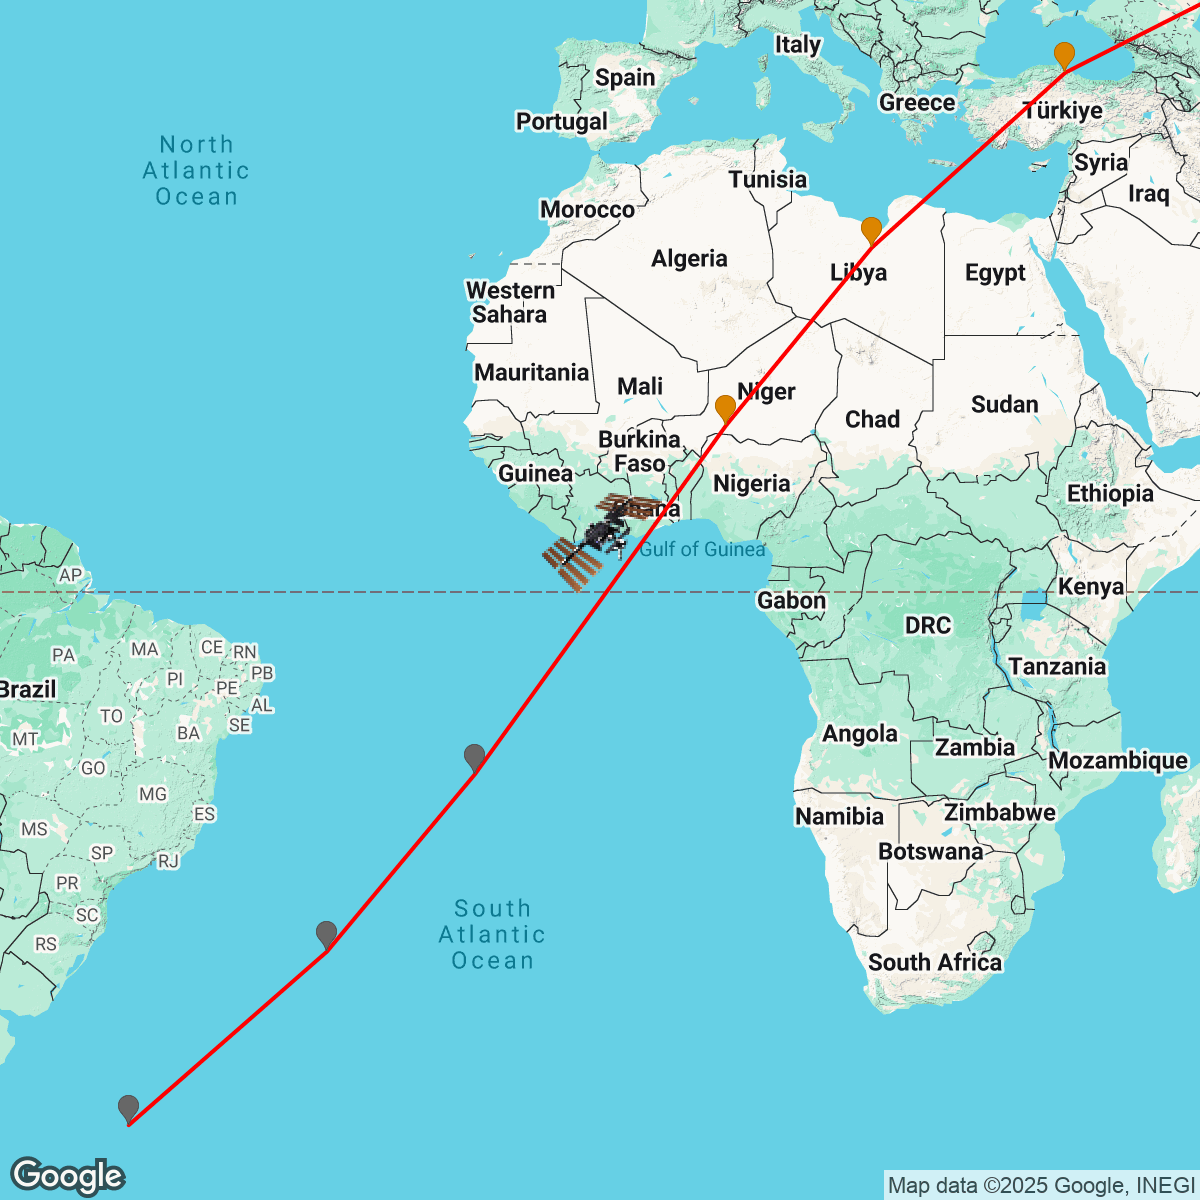 Italy
Spain
Greece
Türkiye
Portugal
North
Atlantic
Ocean
Syria
Tunisia
Iraq
Morocco
Algeria
Libya
Egypt
Western
Sahara
Mauritania
Mali
Niger
Chad
Sudan
Burkina
Faso
Guinea
Nigeria
Ethiopia
Gulf of Guinea
AP
Kenya
Gabon
DRC
PA
MA
CE
RN
PB
PI
PE
AL
Tanzania
Brazil
TO
SE
MT
BA
Angola
Zambia
Mozambique
GO
MG
ES
Namibia
Zimbabwe
MS
SP
RJ
Botswana
PR
SC
South
Atlantic
Ocean
RS
South Africa
Google
Map data ©2025 Google, INEGI